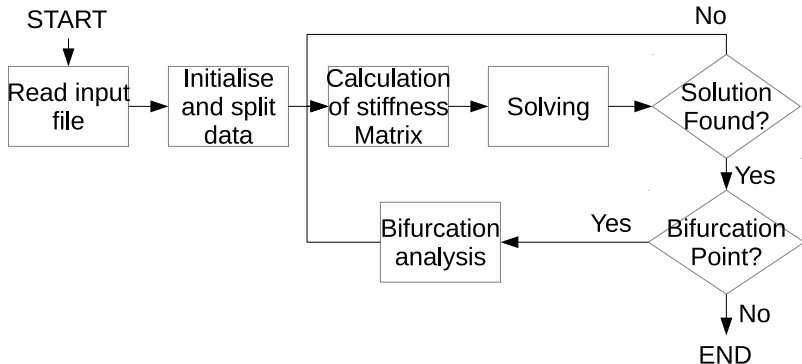 START
No
Read input
file
Initialise
and split
data
Calculation
of stiffness
Matrix
Solving
Solution
Found?
Yes
Bifurcation
analysis
Yes
Bifurcation
Point?
No
END